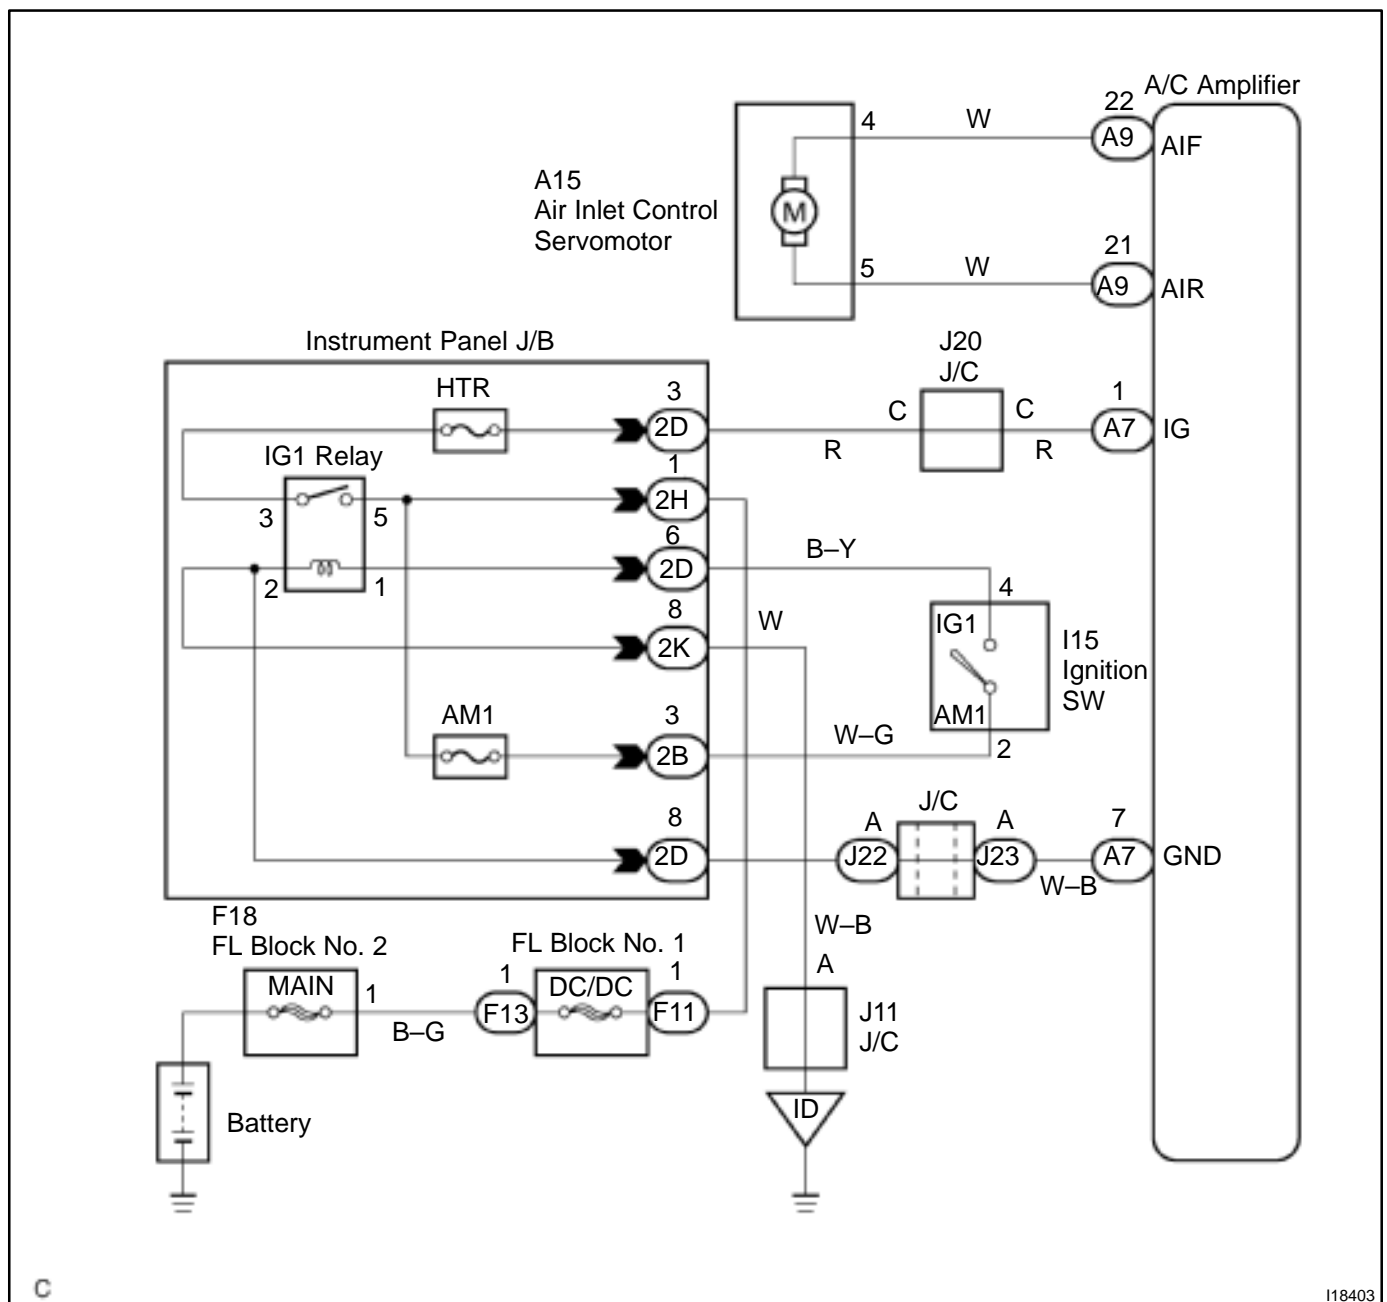 A/C Amplifier
22
4
W
A9
AIF
A15
Air Inlet Control
Servomotor
M
21
5
W
A9
AIR
Instrument Panel J/B
J20
J/C
HTR
3
2D
C
C
1
A7
IG
R
R
IG1 Relay
1
2H
3
5
6
2D
B–Y
2
1
4
8
2K
W
IG1
I15
Ignition
SW
AM1
AM1
3
2B
W–G
2
8
2D
J/C
A
A
J22
J23
7
A7
GND
W–B
F18
FL Block No. 2
FL Block No. 1
W–B
A
MAIN
1
1
DC/DC
1
F13
F11
B–G
J11
J/C
ID
Battery
C
I18403